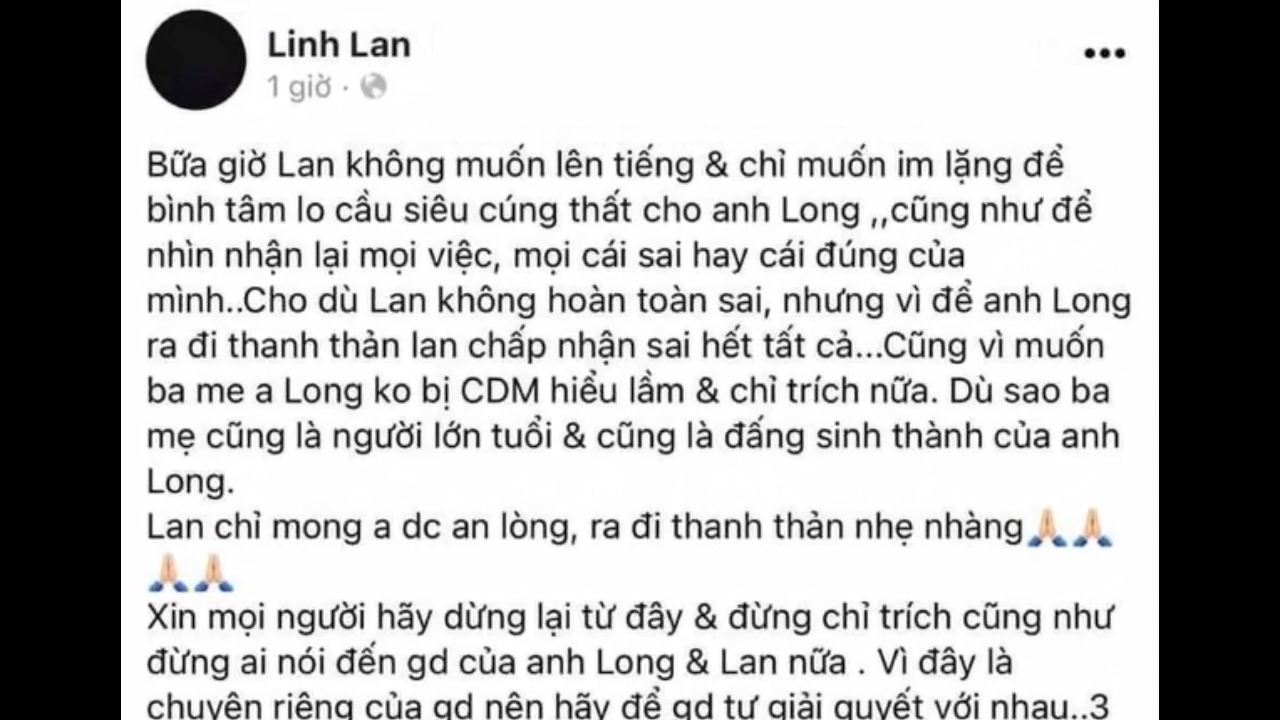 Linh Lan
1 giờ ·
Bữa giờ Lan không muốn lên tiếng & chỉ muốn im lặng để
bình tâm lo cầu siêu cúng thất cho anh Long ,,cũng như để
nhìn nhận lại mọi việc, mọi cái sai hay cái đúng của
mình..Cho dù Lan không hoàn toàn sai, nhưng vì để anh Long
ra đi thanh thản lan chấp nhận sai hết tất cả...Cũng vì muốn
ba me a Long ko bị CDM hiểu lầm & chỉ trích nữa. Dù sao ba
mẹ cũng là người lớn tuổi & cũng là đấng sinh thành của anh
Long.
Lan chỉ mong a dc an lòng, ra đi thanh thản nhẹ nhàng🙏🏻🙏🏻
🙏🏻🙏🏻
Xin mọi người hãy dừng lại từ đây & đừng chỉ trích cũng như
đừng ai nói đến gd của anh Long & Lan nữa . Vì đây là
chuyện riêng của gd nên hãy để gd tự giải quyết với nhau..3